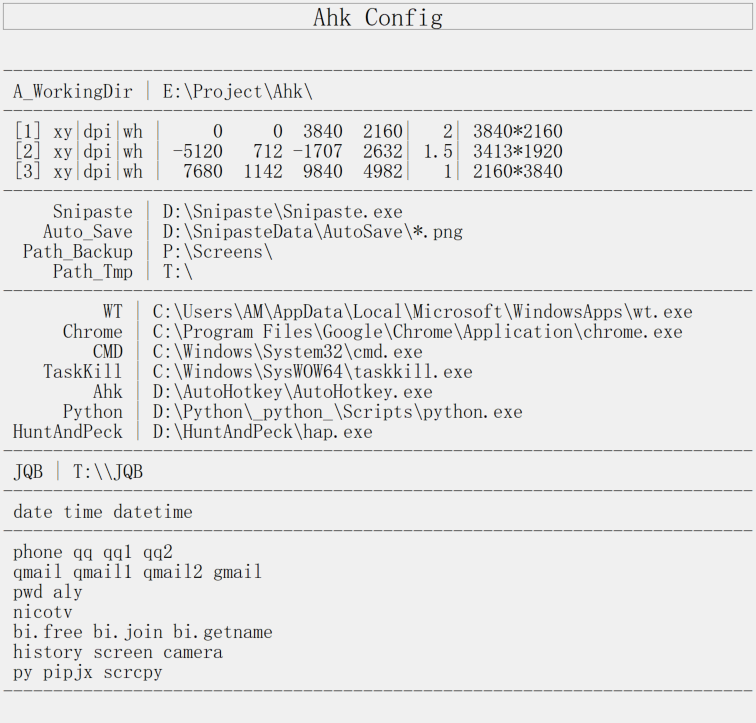 Ahk Config
A_WorkingDir | E:\Project\Ahk\
[1] xy|dpi|wh | 0 0 3840 2160| 2| 3840*2160
[2] xy|dpi|wh | -5120 712 -1707 2632| 1.5| 3413*1920
[3] xy|dpi|wh | 7680 1142 9840 4982| 1| 2160*3840
Snipaste | D:\Snipaste\Snipaste.exe
Auto_Save | D:\SnipasteData\AutoSave\*.png
Path_Backup | P:\Screens\
Path_Tmp | T:\
WT | C:\Users\AM\AppData\Local\Microsoft\WindowsApps\wt.exe
Chrome | C:\Program Files\Google\Chrome\Application\chrome.exe
CMD | C:\Windows\System32\cmd.exe
TaskKill | C:\Windows\SysWOW64\taskkill.exe
Ahk | D:\AutoHotkey\AutoHotkey.exe
Python | D:\Python\_python_\Scripts\python.exe
HuntAndPeck | D:\HuntAndPeck\hap.exe
JQB | T:\\JQB
date time datetime
phone qq qq1 qq2
qmail qmail1 qmail2 gmail
pwd aly
nicotv
bi.free bi.join bi.getname
history screen camera
py pipjx scrcpy